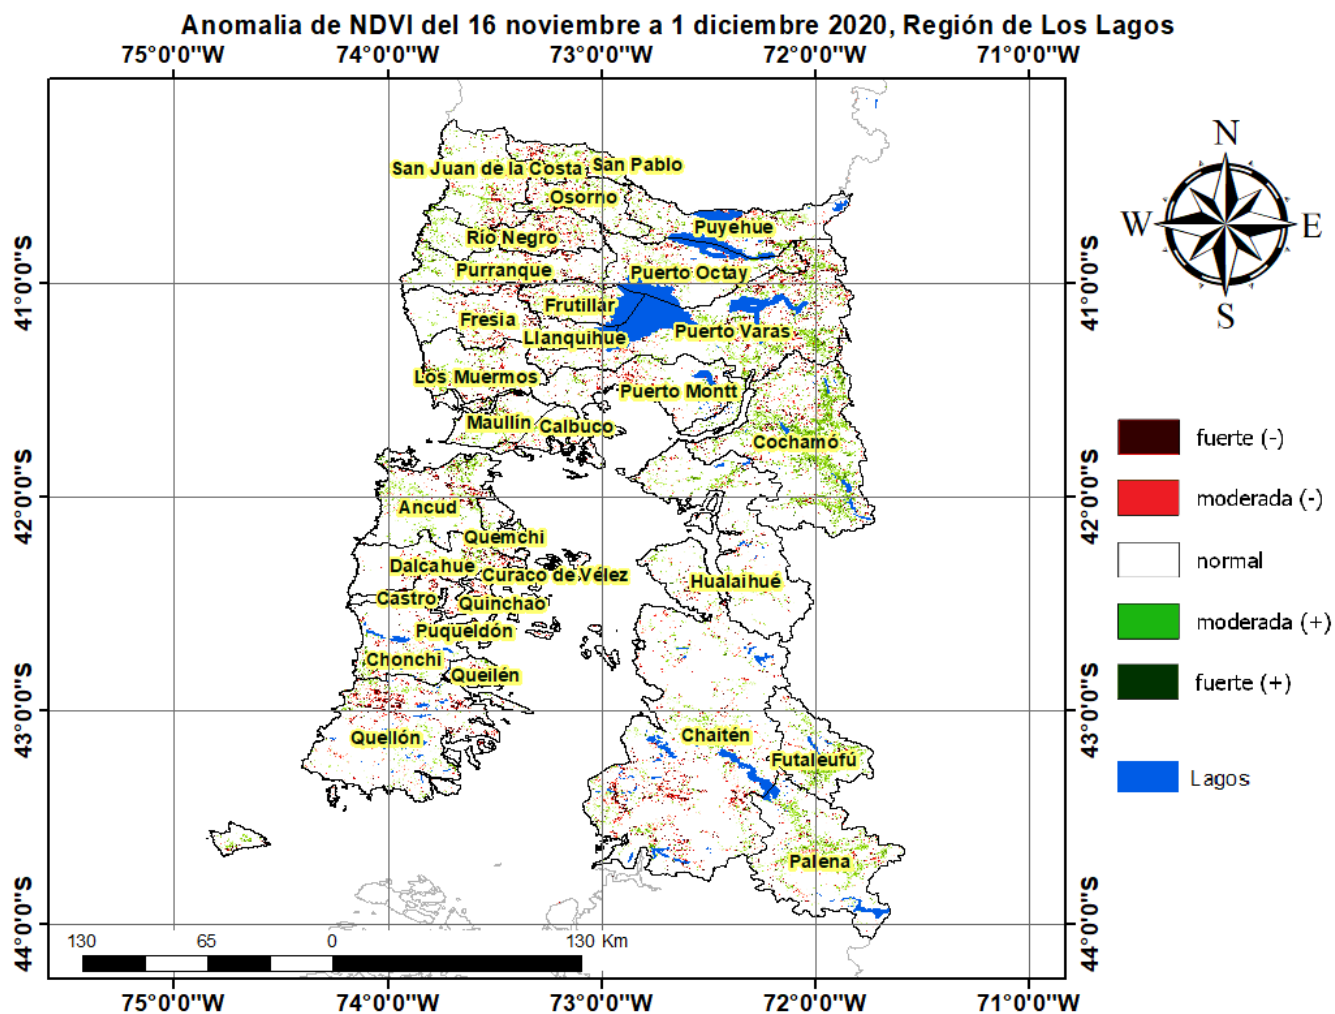 Anomalia de NDVI del 16 noviembre a 1 diciembre 2020, Región de Los Lagos
75°0'0"W 74°0'0"W 73°0'0"W 72°0'0"W 71°0'0"W
N
W E
S
San Juan de la Costa San Pablo
Osorno
Puyehue
Río Negro
Purranque Puerto Octay
41°0'0"S 41°0'0"S
Frutillar
Fresia
Llanquihue Puerto Varas
Los Muermos
Puerto Montt
Maullín Calbuco
Cochamó
42°0'0"S 42°0'0"S
Ancud
Quemchi
Dalcahue
Curaco de Vélez
Hualaihué
Castro Quinchao
Puqueldón
Chonchi
Queilén
43°0'0"S 43°0'0"S
Quellón
Chaitén
Futaleufú
Palena
44°0'0"S 44°0'0"S
fuerte (-)
moderada (-)
normal
moderada (+)
fuerte (+)
Lagos
130 65 0 130 Km
75°0'0"W 74°0'0"W 73°0'0"W 72°0'0"W 71°0'0"W